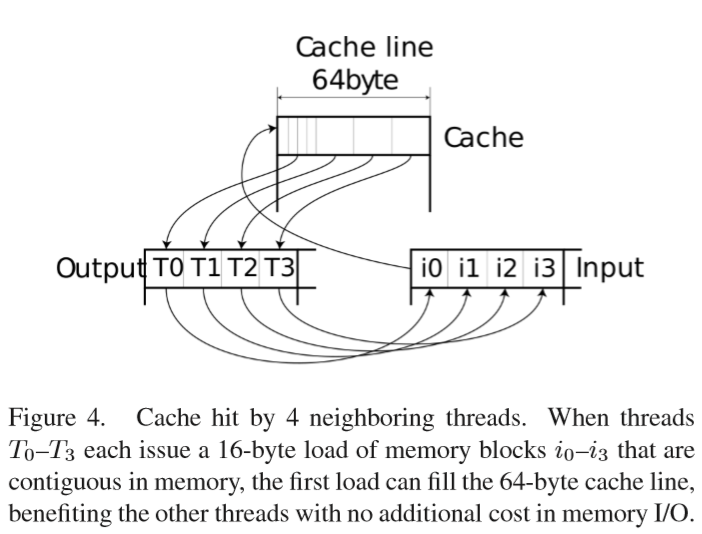 Cache line
64byte
Cache
Output T0 T1 T2 T3
i0 i1 i2 i3 Input
Figure 4. Cache hit by 4 neighboring threads. When threads
T₀–T₃ each issue a 16-byte load of memory blocks i₀–i₃ that are
contiguous in memory, the first load can fill the 64-byte cache line,
benefiting the other threads with no additional cost in memory I/O.